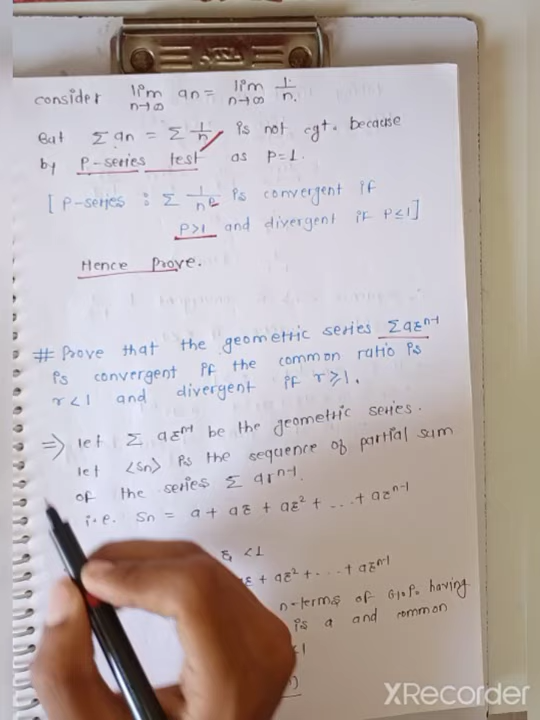 consider lim n→∞ an = lim n→∞ 1/n.
But Σ an = Σ 1/n is not cgt. because
by P-series test as P=1.
[ P-series : Σ 1/n^p is convergent if
P>1 and divergent if P≤1]
Hence Prove.
# Prove that the geometric series Σ ar^n-1
is convergent if the common ratio is
r<1 and divergent if r≥1.
⇒ let Σ ar^n-1 be the geometric series.
let <Sn> is the sequence of partial sum
of the series Σ ar^n-1.
i.e. Sn = a + ar + ar² + ... + ar^n-1
r <1
+ ar² + ... + ar^n-1
n-terms of G.P. having
is a and common
<1
XRecorder